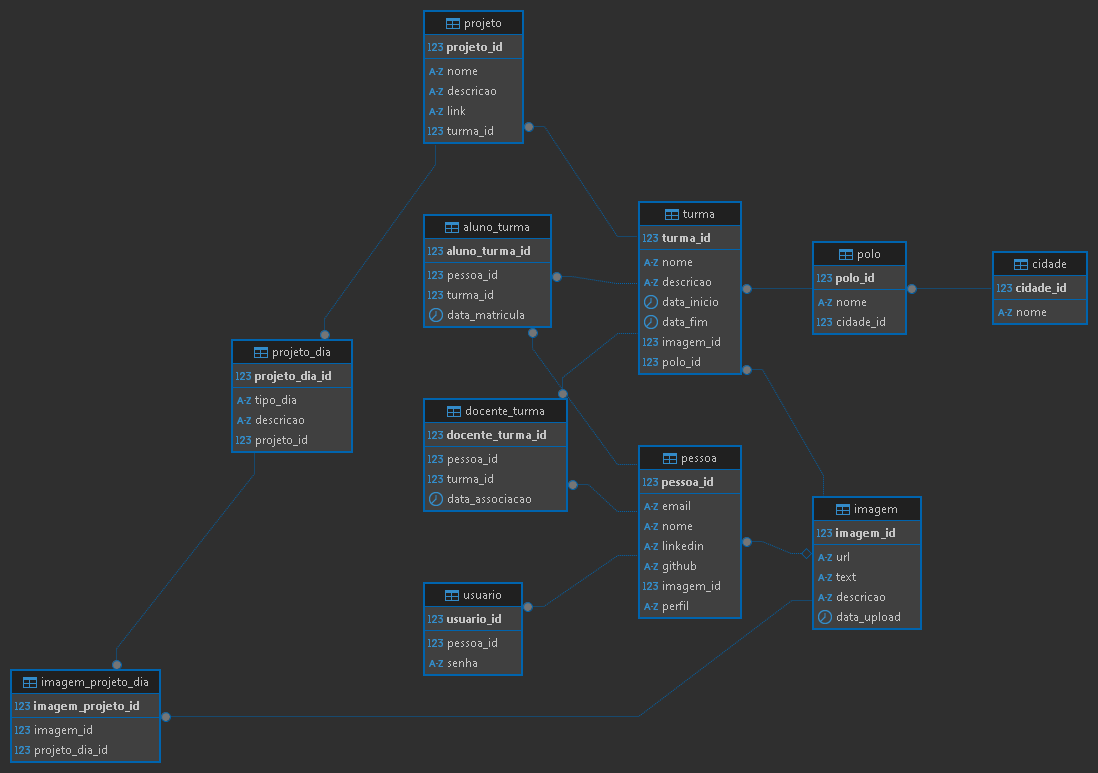 projeto
123 projeto_id
A-Z nome
A-Z descricao
A-Z link
123 turma_id
aluno_turma
123 aluno_turma_id
123 pessoa_id
123 turma_id
data_matricula
turma
123 turma_id
A-Z nome
A-Z descricao
data_inicio
data_fim
123 imagem_id
123 polo_id
polo
123 polo_id
A-Z nome
123 cidade_id
cidade
123 cidade_id
A-Z nome
projeto_dia
123 projeto_dia_id
A-Z tipo_dia
A-Z descricao
123 projeto_id
docente_turma
123 docente_turma_id
123 pessoa_id
123 turma_id
data_associacao
pessoa
123 pessoa_id
A-Z email
A-Z nome
A-Z linkedin
A-Z github
123 imagem_id
A-Z perfil
imagem
123 imagem_id
A-Z url
A-Z text
A-Z descricao
data_upload
usuario
123 usuario_id
123 pessoa_id
A-Z senha
imagem_projeto_dia
123 imagem_projeto_id
123 imagem_id
123 projeto_dia_id